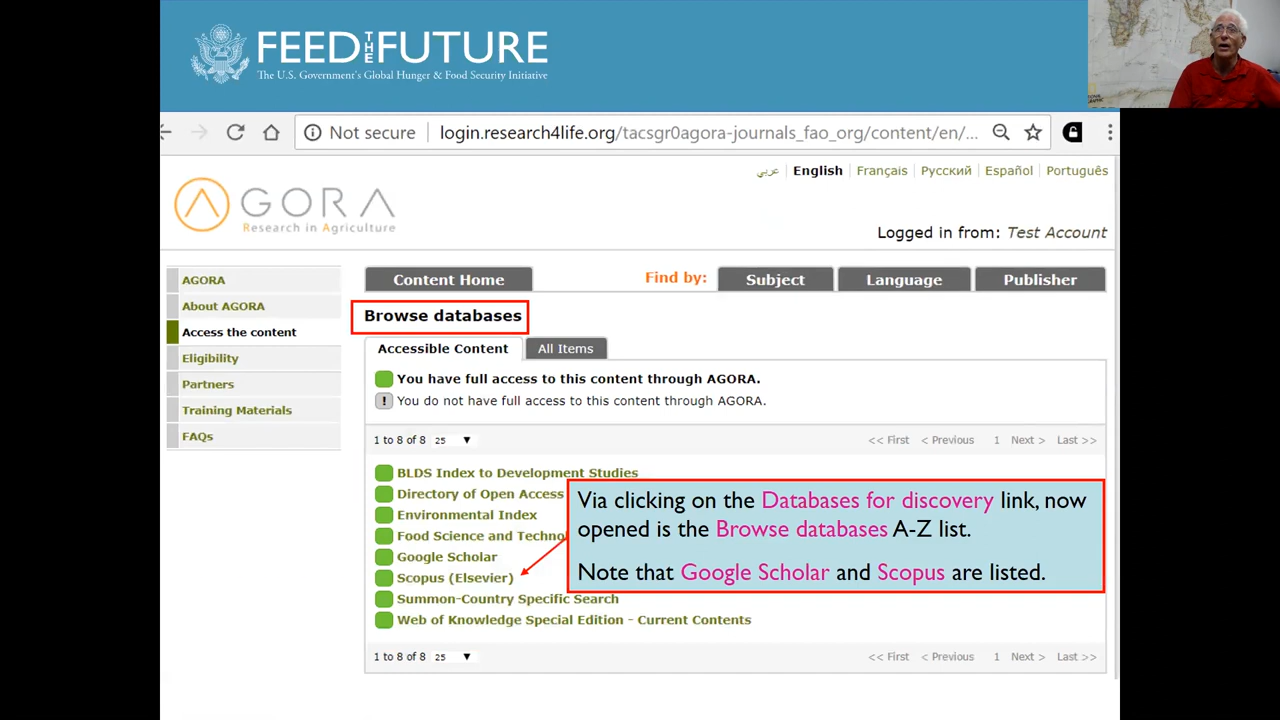 FEED THE FUTURE
The U.S. Government's Global Hunger & Food Security Initiative
Not secure login.research4life.org/tacsgr0agora-journals_fao_org/content/en/...
عربي English Français Русский Español Português
AGORA
Research in Agriculture
Logged in from: Test Account
AGORA
About AGORA
Access the content
Eligibility
Partners
Training Materials
FAQs
Content Home Find by: Subject Language Publisher
Browse databases
Accessible Content All Items
You have full access to this content through AGORA.
! You do not have full access to this content through AGORA.
1 to 8 of 8 25 << First < Previous 1 Next > Last >>
BLDS Index to Development Studies
Directory of Open Access
Environmental Index
Food Science and
Google Scholar
Scopus (Elsevier)
Summon-Country Specific Search
Web of Knowledge Special Edition - Current Contents
Via clicking on the Databases for discovery link, now
opened is the Browse databases A-Z list.
Note that Google Scholar and Scopus are listed.
1 to 8 of 8 25 << First < Previous 1 Next > Last >>